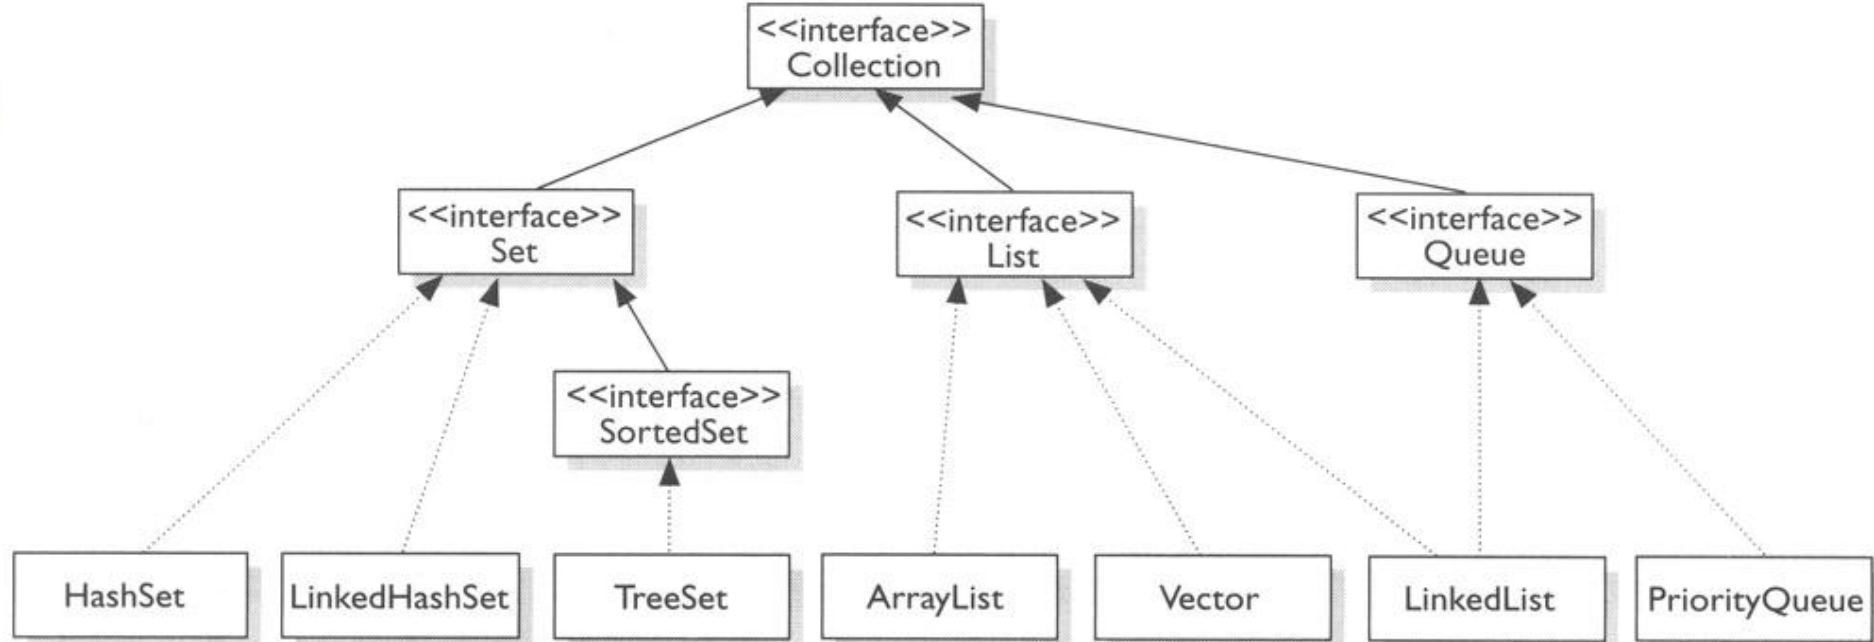 <<interface>>
Collection
<<interface>>
Set
<<interface>>
List
<<interface>>
Queue
<<interface>>
SortedSet
HashSet
LinkedHashSet
TreeSet
ArrayList
Vector
LinkedList
PriorityQueue